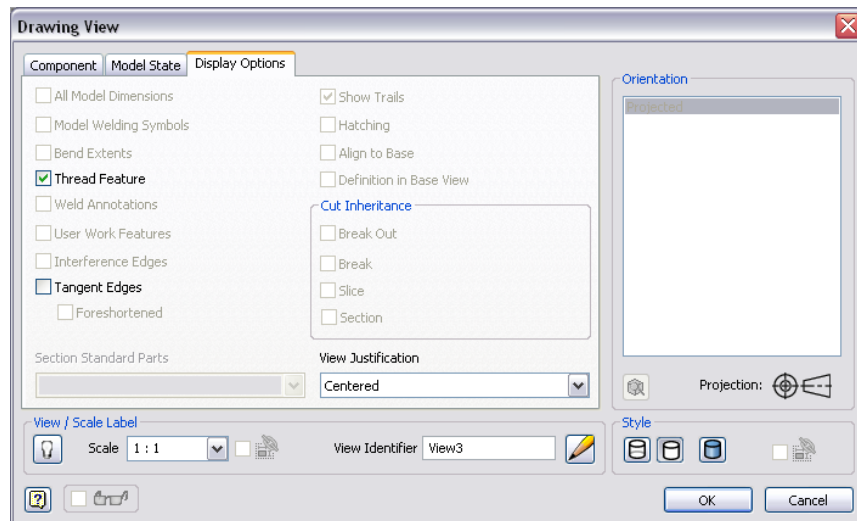 Drawing View
Component Model State Display Options
All Model Dimensions
Model Welding Symbols
Bend Extents
Thread Feature
Weld Annotations
User Work Features
Interference Edges
Tangent Edges
Foreshortened
Section Standard Parts
Show Trails
Hatching
Align to Base
Definition in Base View
Cut Inheritance
Break Out
Break
Slice
Section
View Justification
Centered
Orientation
Projected
Projection:
View / Scale Label
Scale 1 : 1
View Identifier View3
Style
OK Cancel